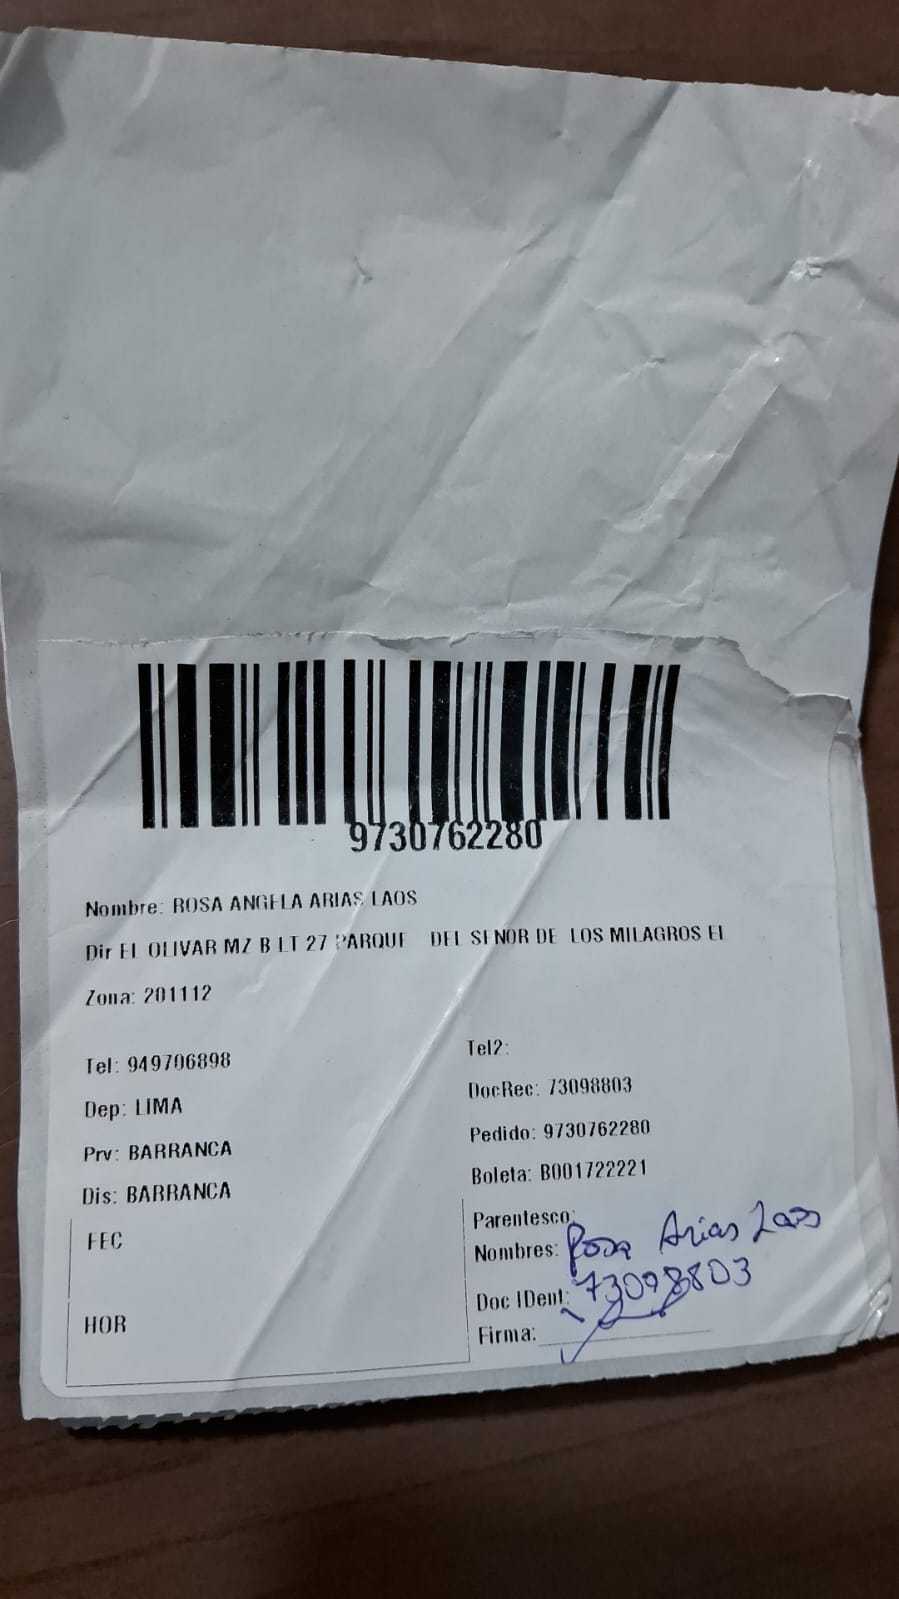 9730762280
Nombre: ROSA ANGELA ARIAS LAOS
Dir EL OLIVAR MZ B LT 27 PARQUE DEL SENOR DE LOS MILAGROS EL
Zona: 201112
Tel: 949706898
Tel2:
Dep: LIMA
DocRec: 73098803
Prv: BARRANCA
Pedido: 9730762280
Dis: BARRANCA
Boleta: B001722221
FEC
HOR
Parentesco:
Nombres: Rosa Arias Laos
Doc IDent: 73098803
Firma: